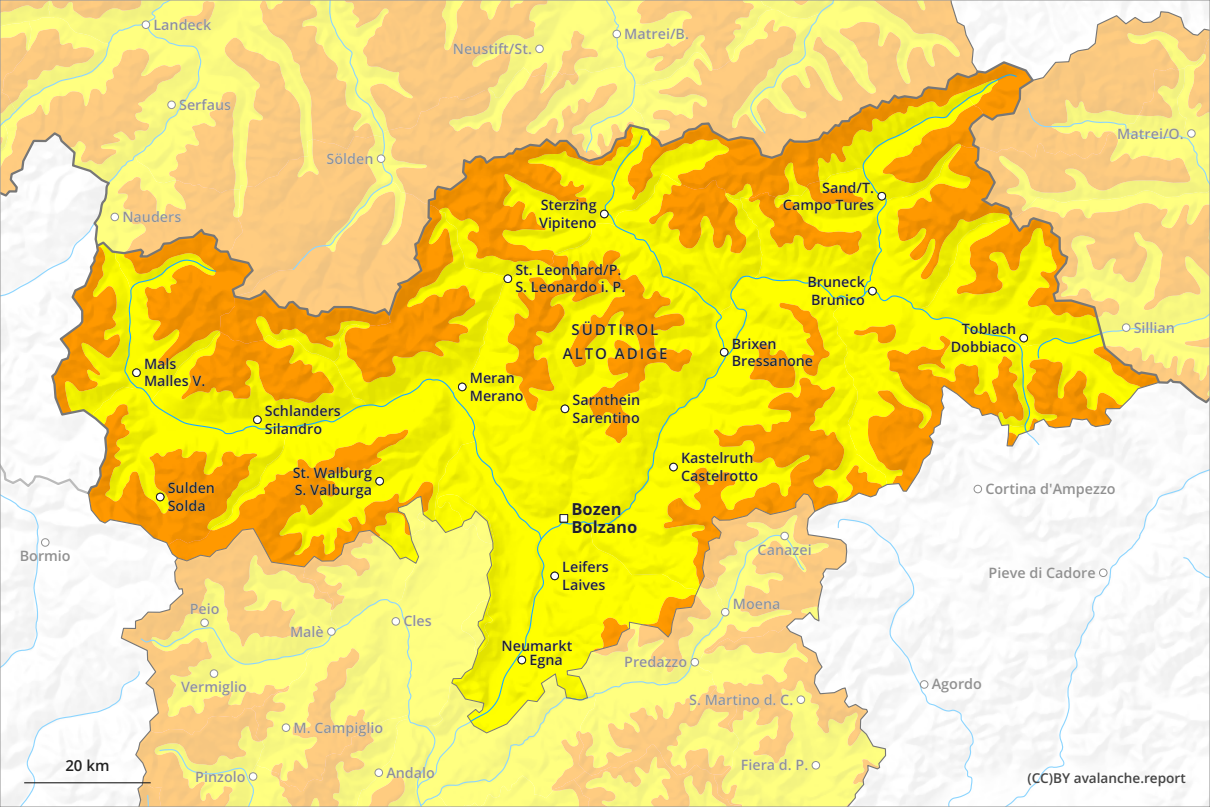 Landeck
Matrei/B.
Neustift/St.
Serfaus
Matrei/O.
Sölden
Sand/T.
Campo Tures
Sterzing
Vipiteno
Nauders
St. Leonhard/P.
S. Leonardo i. P.
Bruneck
Brunico
SÜDTIROL
ALTO ADIGE
Toblach
Dobbiaco
Sillian
Brixen
Bressanone
Mals
Malles V.
Meran
Merano
Sarnthein
Sarentino
Schlanders
Silandro
Kastelruth
Castelrotto
St. Walburg
S. Valburga
Sulden
Solda
Cortina d'Ampezzo
Bozen
Bolzano
Bormio
Canazei
Leifers
Laives
Pieve di Cadore
Peio
Moena
Malè
Cles
Neumarkt
Egna
Predazzo
Vermiglio
Agordo
S. Martino d. C.
M. Campiglio
20 km
Pinzolo
Andalo
Fiera d. P.
(CC)BY avalanche.report